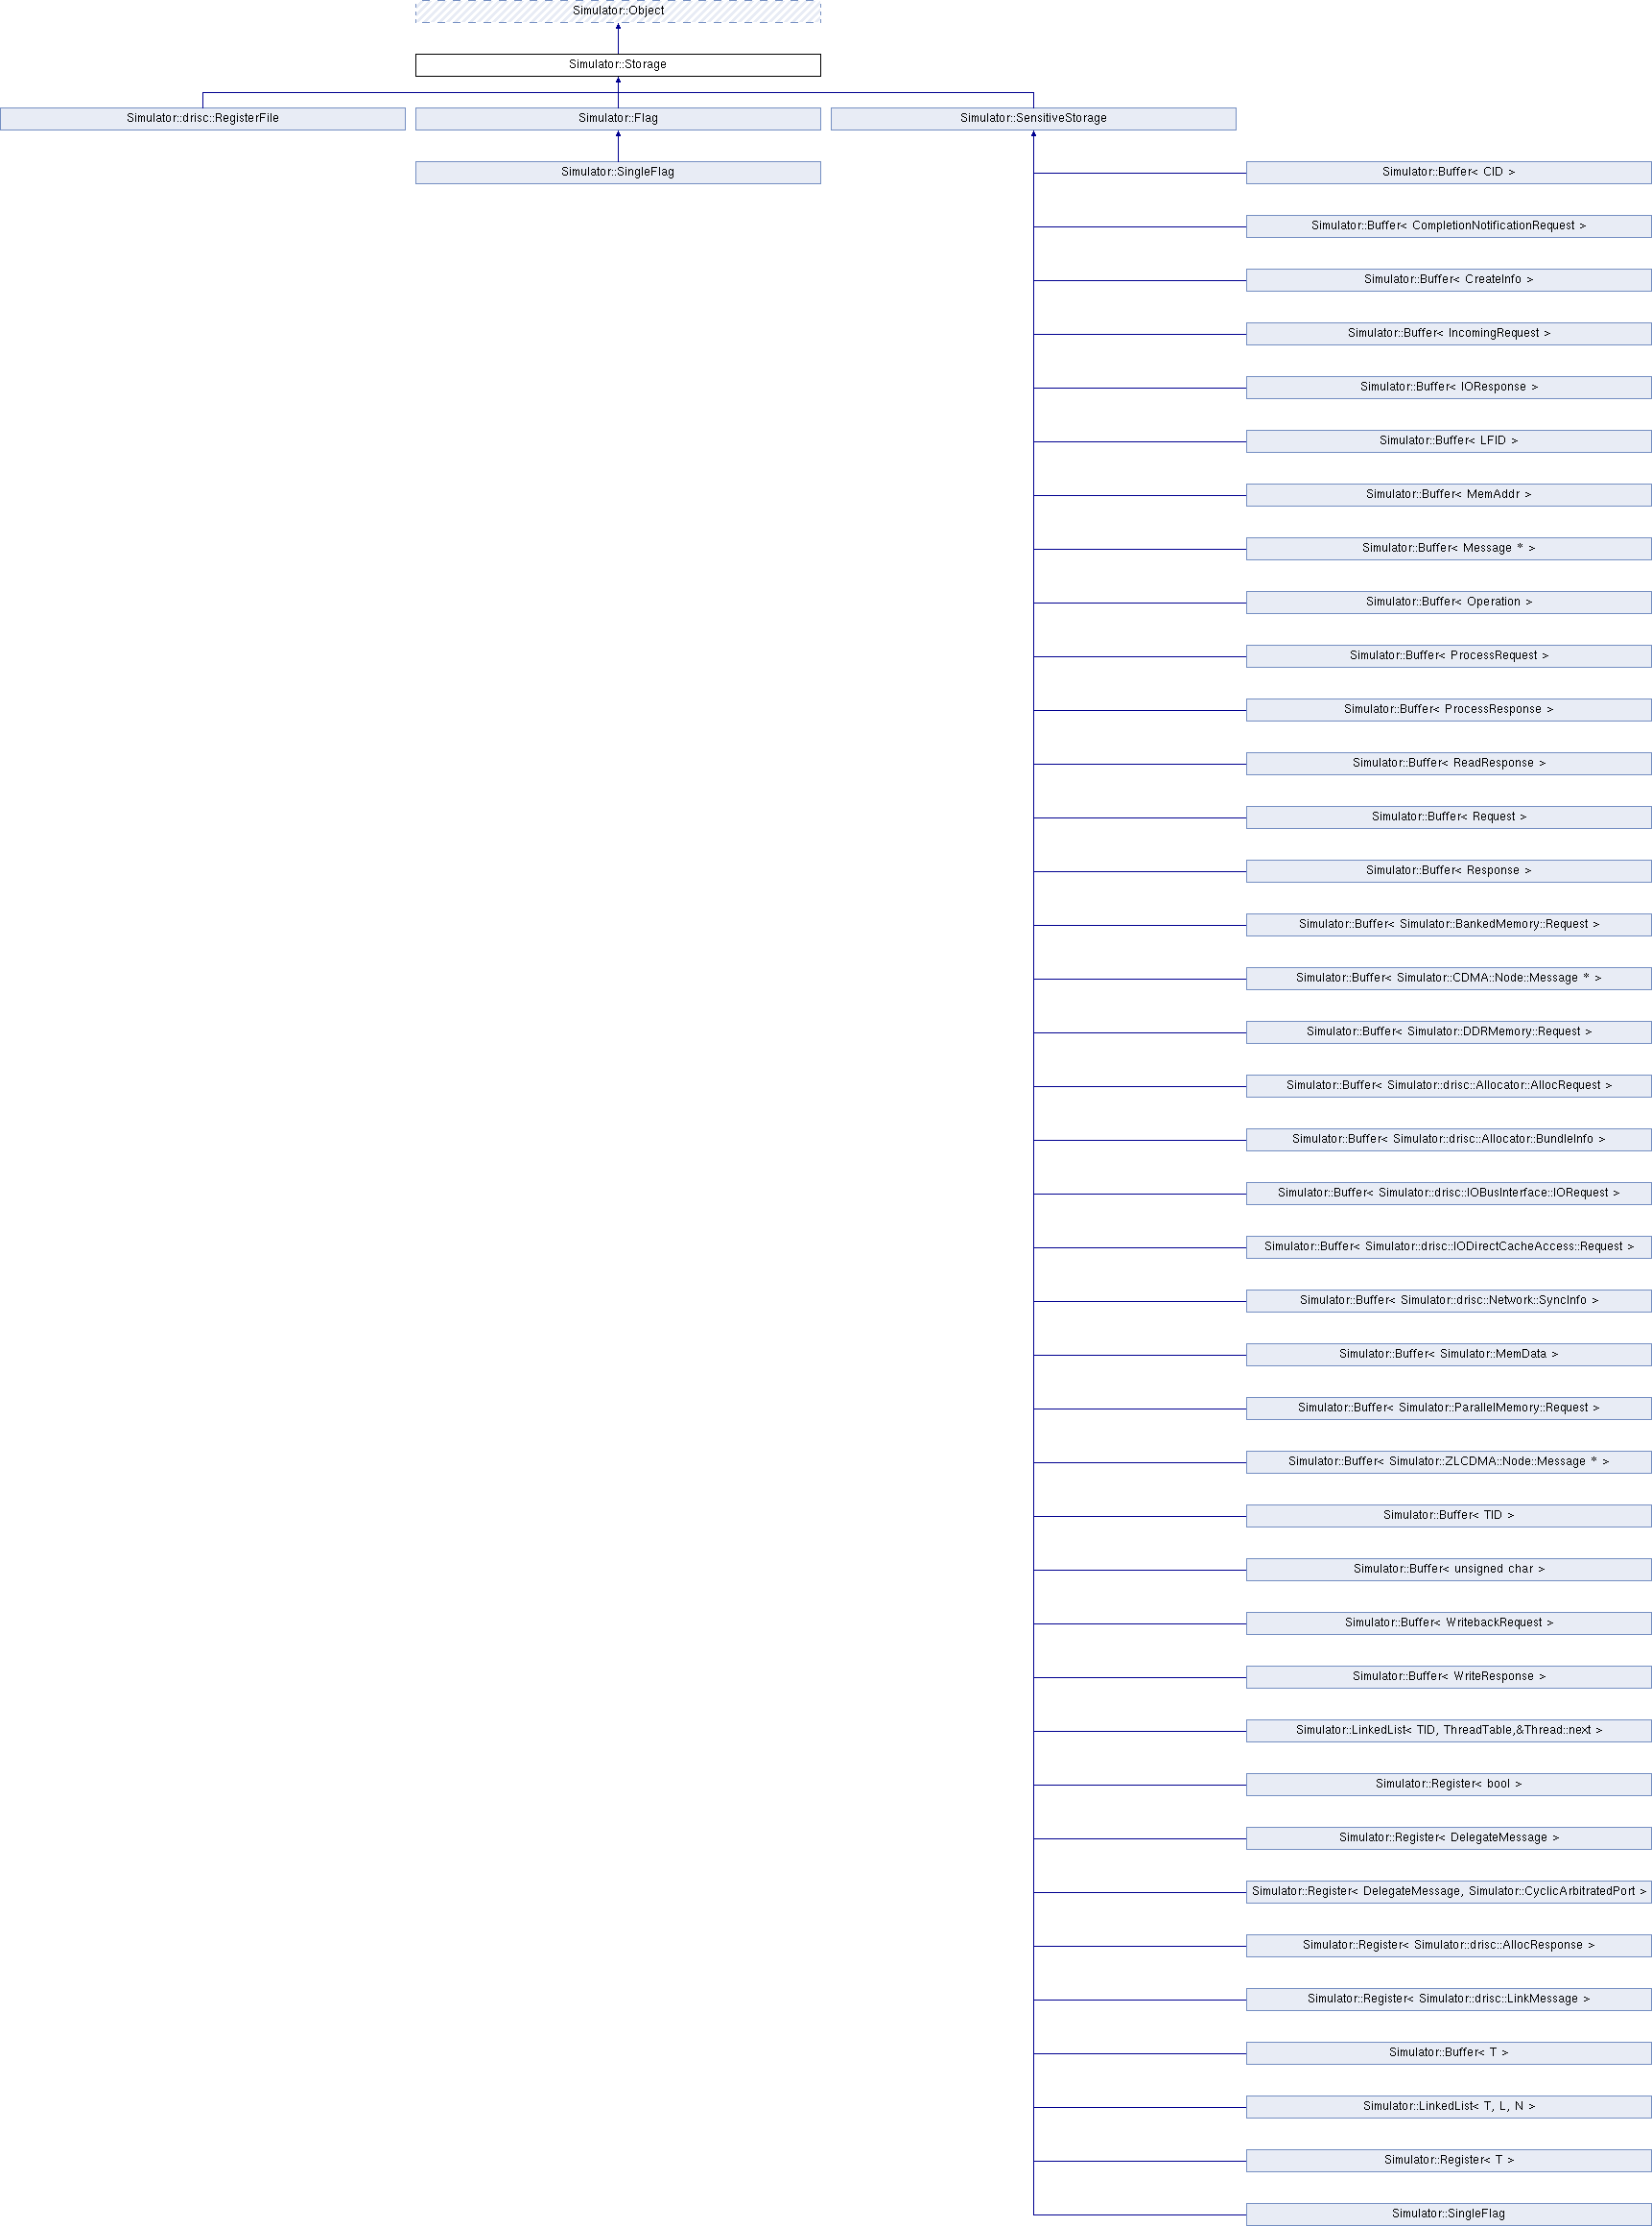 Simulator::Object
Simulator::Storage
Simulator::drisc::RegisterFile
Simulator::Flag
Simulator::SensitiveStorage
Simulator::SingleFlag
Simulator::Buffer< CID >
Simulator::Buffer< CompletionNotificationRequest >
Simulator::Buffer< CreateInfo >
Simulator::Buffer< IncomingRequest >
Simulator::Buffer< IOResponse >
Simulator::Buffer< LFID >
Simulator::Buffer< MemAddr >
Simulator::Buffer< Message * >
Simulator::Buffer< Operation >
Simulator::Buffer< ProcessRequest >
Simulator::Buffer< ProcessResponse >
Simulator::Buffer< ReadResponse >
Simulator::Buffer< Request >
Simulator::Buffer< Response >
Simulator::Buffer< Simulator::BankedMemory::Request >
Simulator::Buffer< Simulator::CDMA::Node::Message * >
Simulator::Buffer< Simulator::DDRMemory::Request >
Simulator::Buffer< Simulator::drisc::Allocator::AllocRequest >
Simulator::Buffer< Simulator::drisc::Allocator::BundleInfo >
Simulator::Buffer< Simulator::drisc::IOBusInterface::IORequest >
Simulator::Buffer< Simulator::drisc::IODirectCacheAccess::Request >
Simulator::Buffer< Simulator::drisc::Network::SyncInfo >
Simulator::Buffer< Simulator::MemData >
Simulator::Buffer< Simulator::ParallelMemory::Request >
Simulator::Buffer< Simulator::ZLCDMA::Node::Message * >
Simulator::Buffer< TID >
Simulator::Buffer< unsigned char >
Simulator::Buffer< WritebackRequest >
Simulator::Buffer< WriteResponse >
Simulator::LinkedList< TID, ThreadTable,&Thread::next >
Simulator::Register< bool >
Simulator::Register< DelegateMessage >
Simulator::Register< DelegateMessage, Simulator::CyclicArbitratedPort >
Simulator::Register< Simulator::drisc::AllocResponse >
Simulator::Register< Simulator::drisc::LinkMessage >
Simulator::Buffer< T >
Simulator::LinkedList< T, L, N >
Simulator::Register< T >
Simulator::SingleFlag